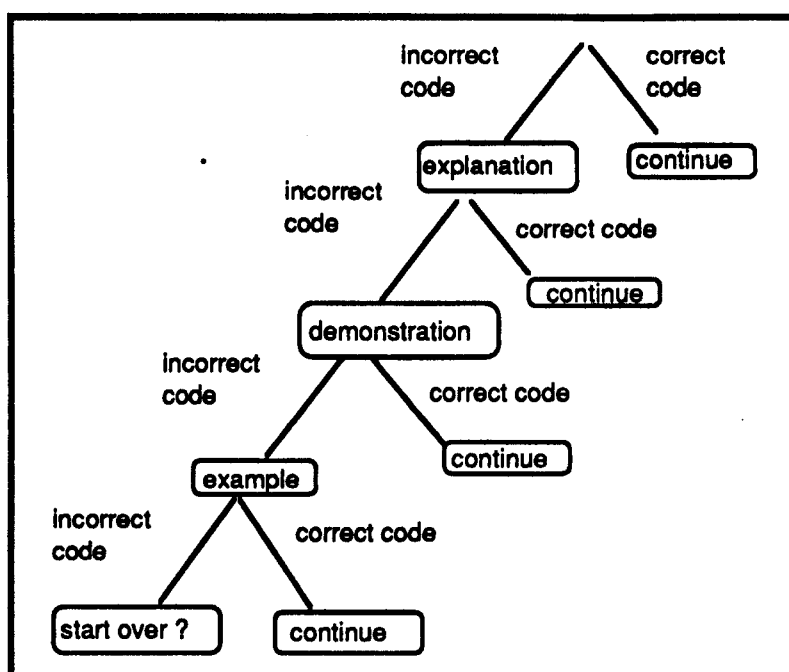 incorrect
code
correct
code
explanation
continue
incorrect
code
correct code
continue
demonstration
incorrect
code
correct code
continue
example
incorrect
code
correct code
start over ?
continue